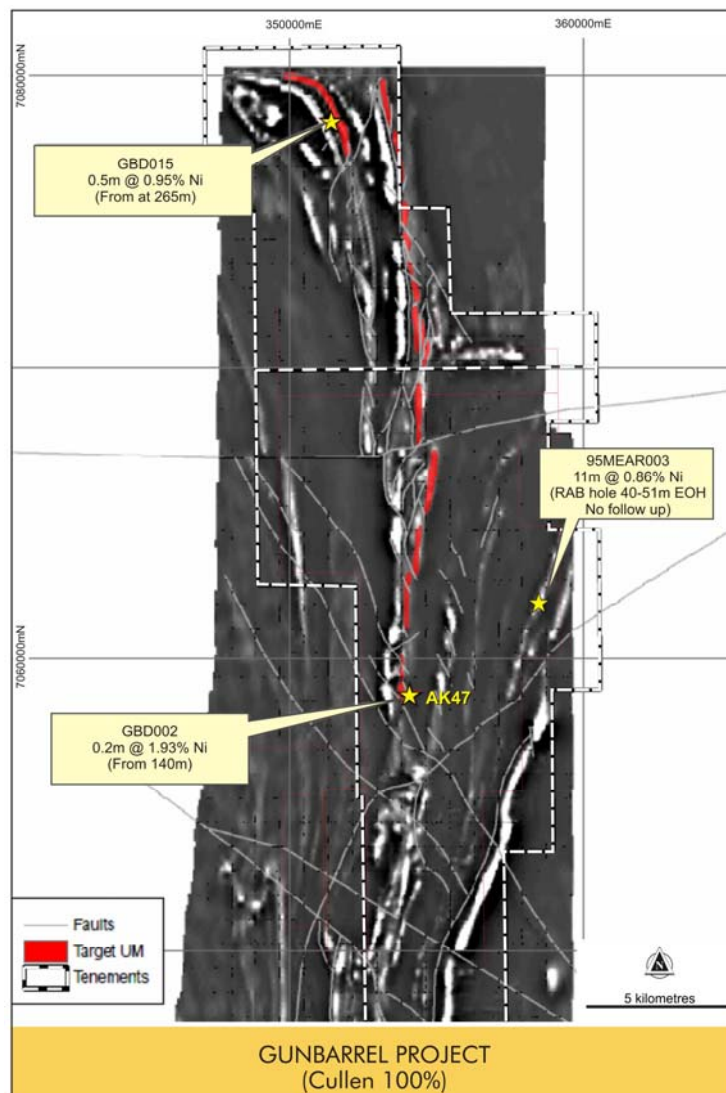 350000mE
360000mE
7080000mN
GBD015
0.5m @ 0.95% Ni
(From at 265m)
95MEAR003
11m @ 0.86% Ni
(RAB hole 40-51m EOH
No follow up)
7060000mN
AK47
GBD002
0.2m @ 1.93% Ni
(From 140m)
Faults
Target UM
Tenements
N
5 kilometres
GUNBARREL PROJECT
(Cullen 100%)